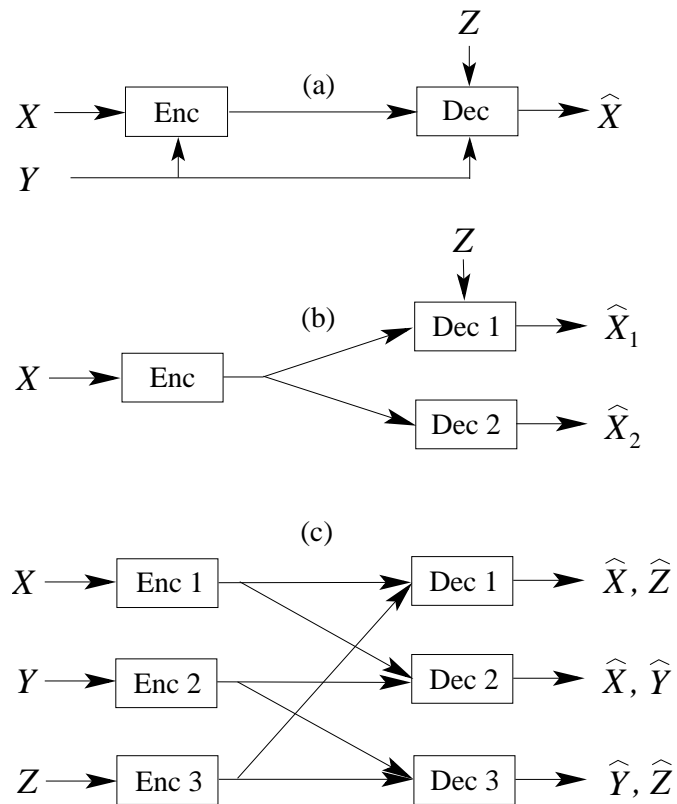 Z
(a)
X Enc Dec X̂
Y
Z
(b)
Dec 1 X̂₁
X Enc
Dec 2 X̂₂
(c)
X Enc 1 Dec 1 X̂, Ẑ
Y Enc 2 Dec 2 X̂, Ŷ
Z Enc 3 Dec 3 Ŷ, Ẑ